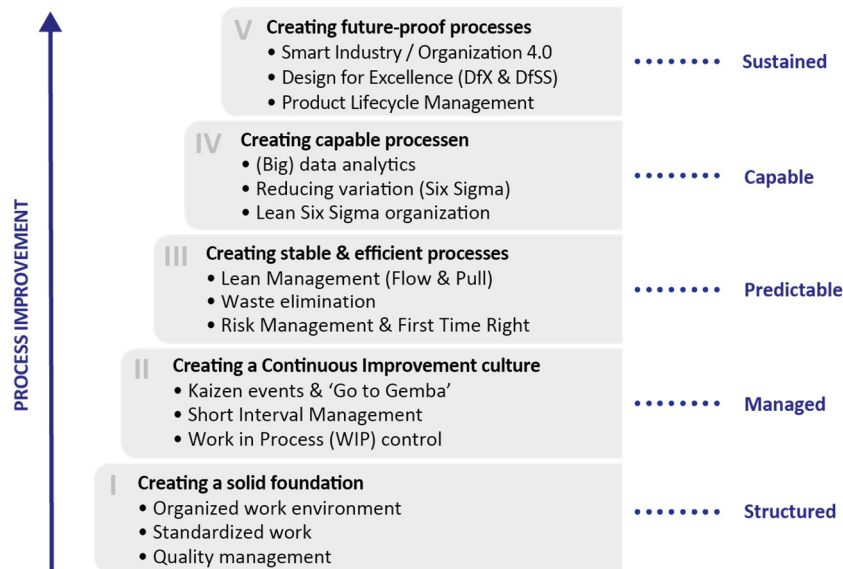 PROCESS IMPROVEMENT
V Creating future-proof processes
• Smart Industry / Organization 4.0
• Design for Excellence (DfX & DfSS)
• Product Lifecycle Management
Sustained
IV Creating capable processen
• (Big) data analytics
• Reducing variation (Six Sigma)
• Lean Six Sigma organization
Capable
III Creating stable & efficient processes
• Lean Management (Flow & Pull)
• Waste elimination
• Risk Management & First Time Right
Predictable
II Creating a Continuous Improvement culture
• Kaizen events & ‘Go to Gemba’
• Short Interval Management
• Work in Process (WIP) control
Managed
I Creating a solid foundation
• Organized work environment
• Standardized work
• Quality management
Structured